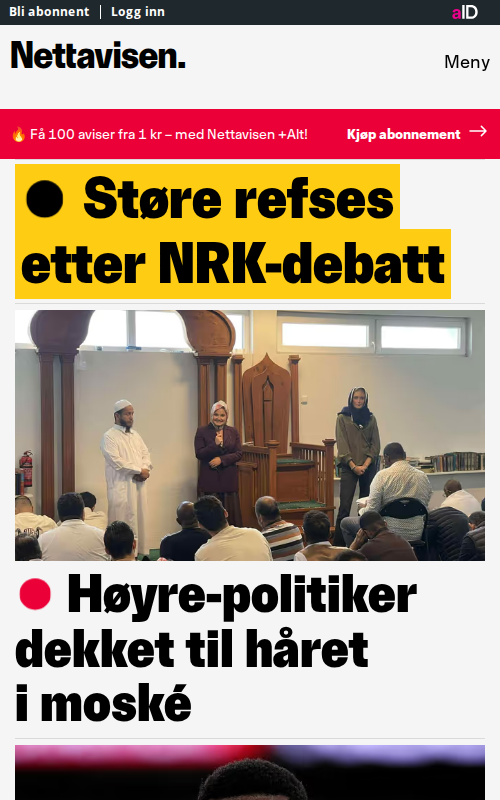 Bli abonnent | Logg inn
aID
Nettavisen.
Meny
🔥 Få 100 aviser fra 1 kr – med Nettavisen +Alt!
Kjøp abonnement →
Støre refses
etter NRK-debatt
Høyre-politiker
dekket til håret
i moské